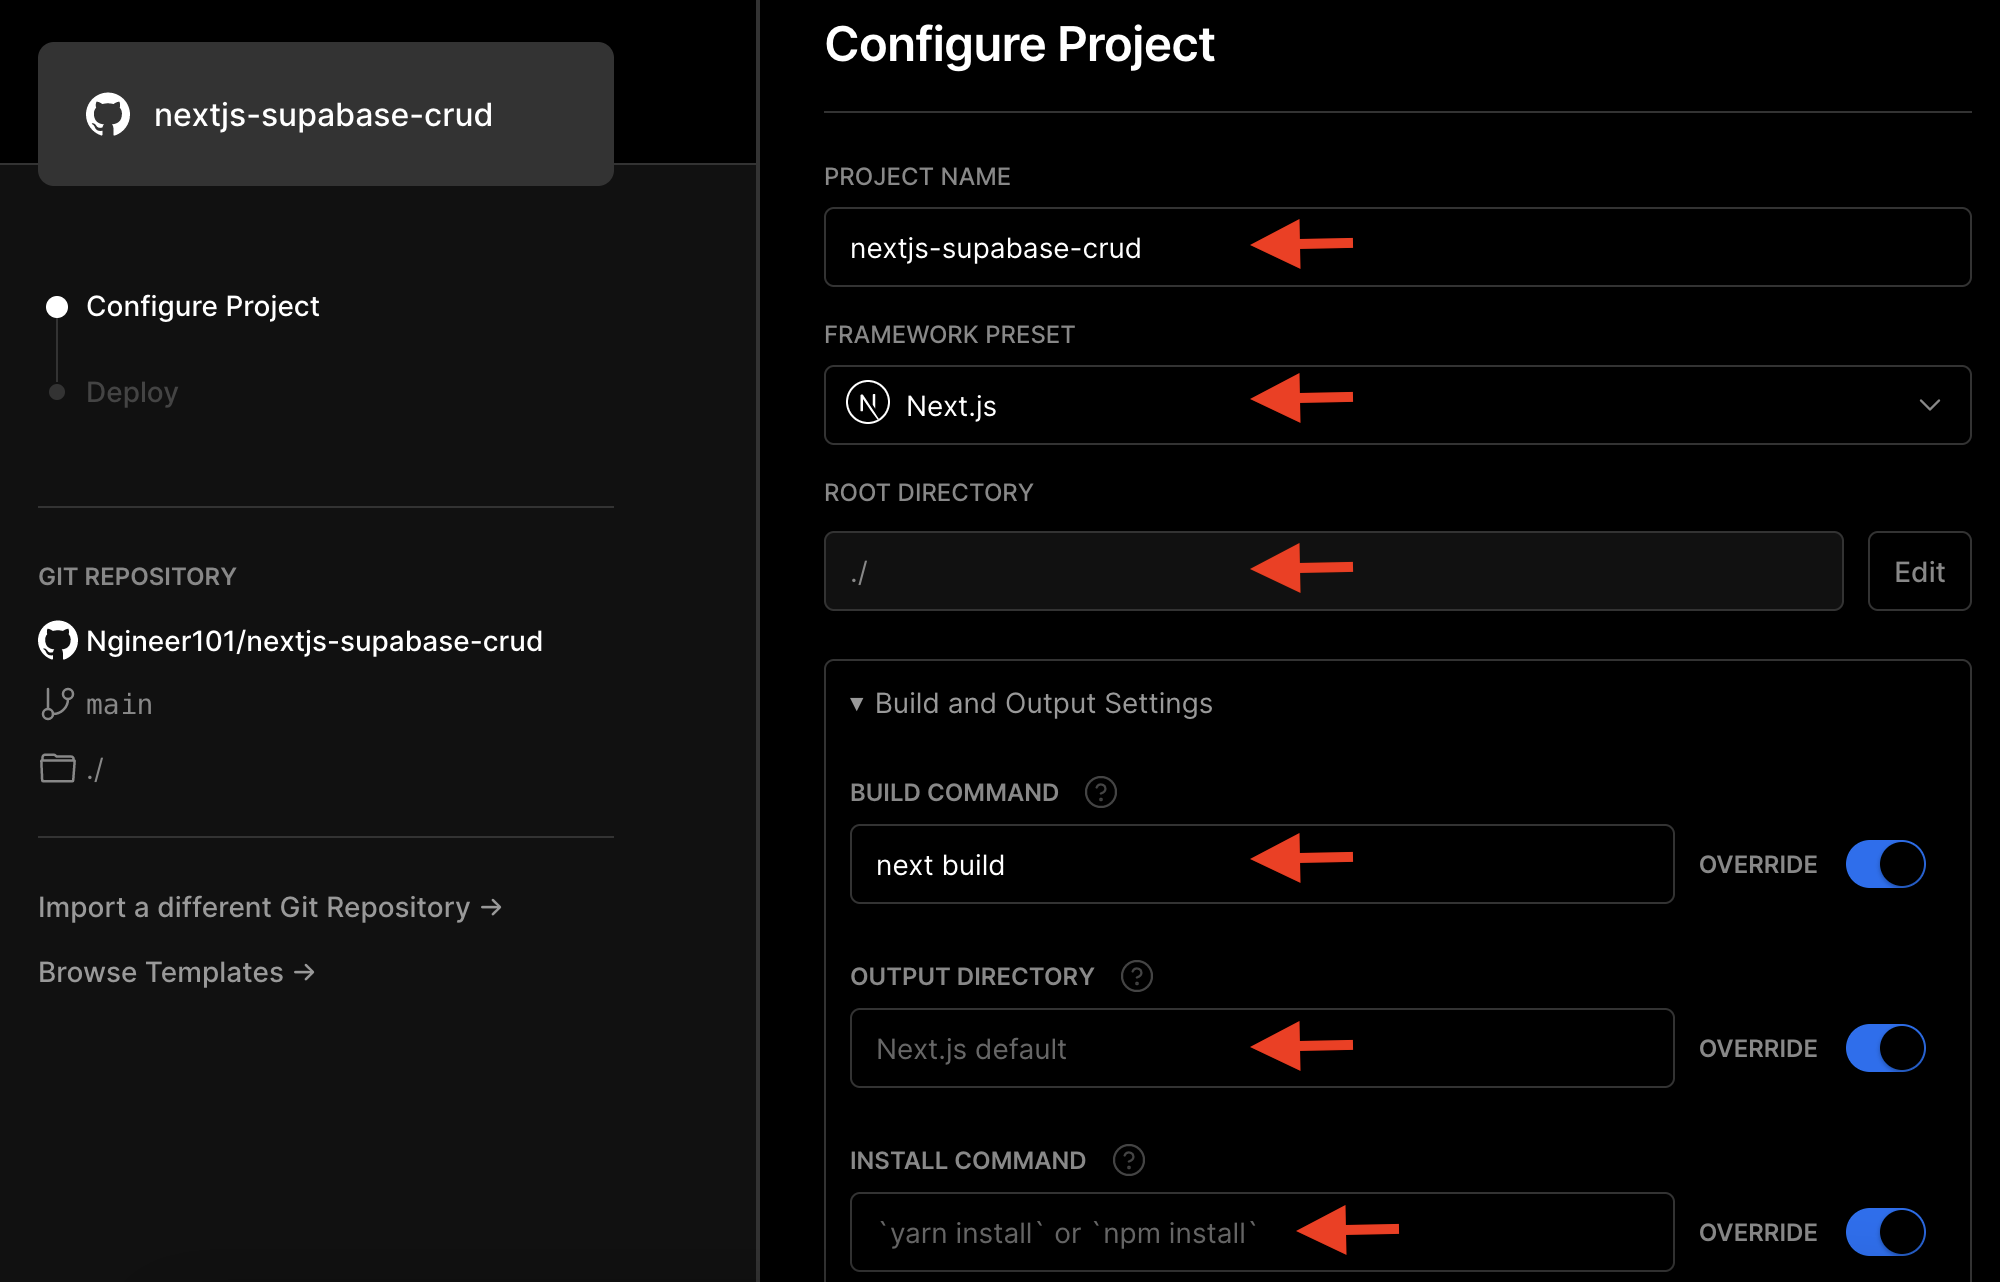 nextjs-supabase-crud
Configure Project
Deploy
GIT REPOSITORY
Ngineer101/nextjs-supabase-crud
main
./
Import a different Git Repository →
Browse Templates →
Configure Project
PROJECT NAME
nextjs-supabase-crud
FRAMEWORK PRESET
N Next.js
ROOT DIRECTORY
./
Edit
▼ Build and Output Settings
BUILD COMMAND ?
next build
OVERRIDE
OUTPUT DIRECTORY ?
Next.js default
OVERRIDE
INSTALL COMMAND ?
`yarn install` or `npm install`
OVERRIDE